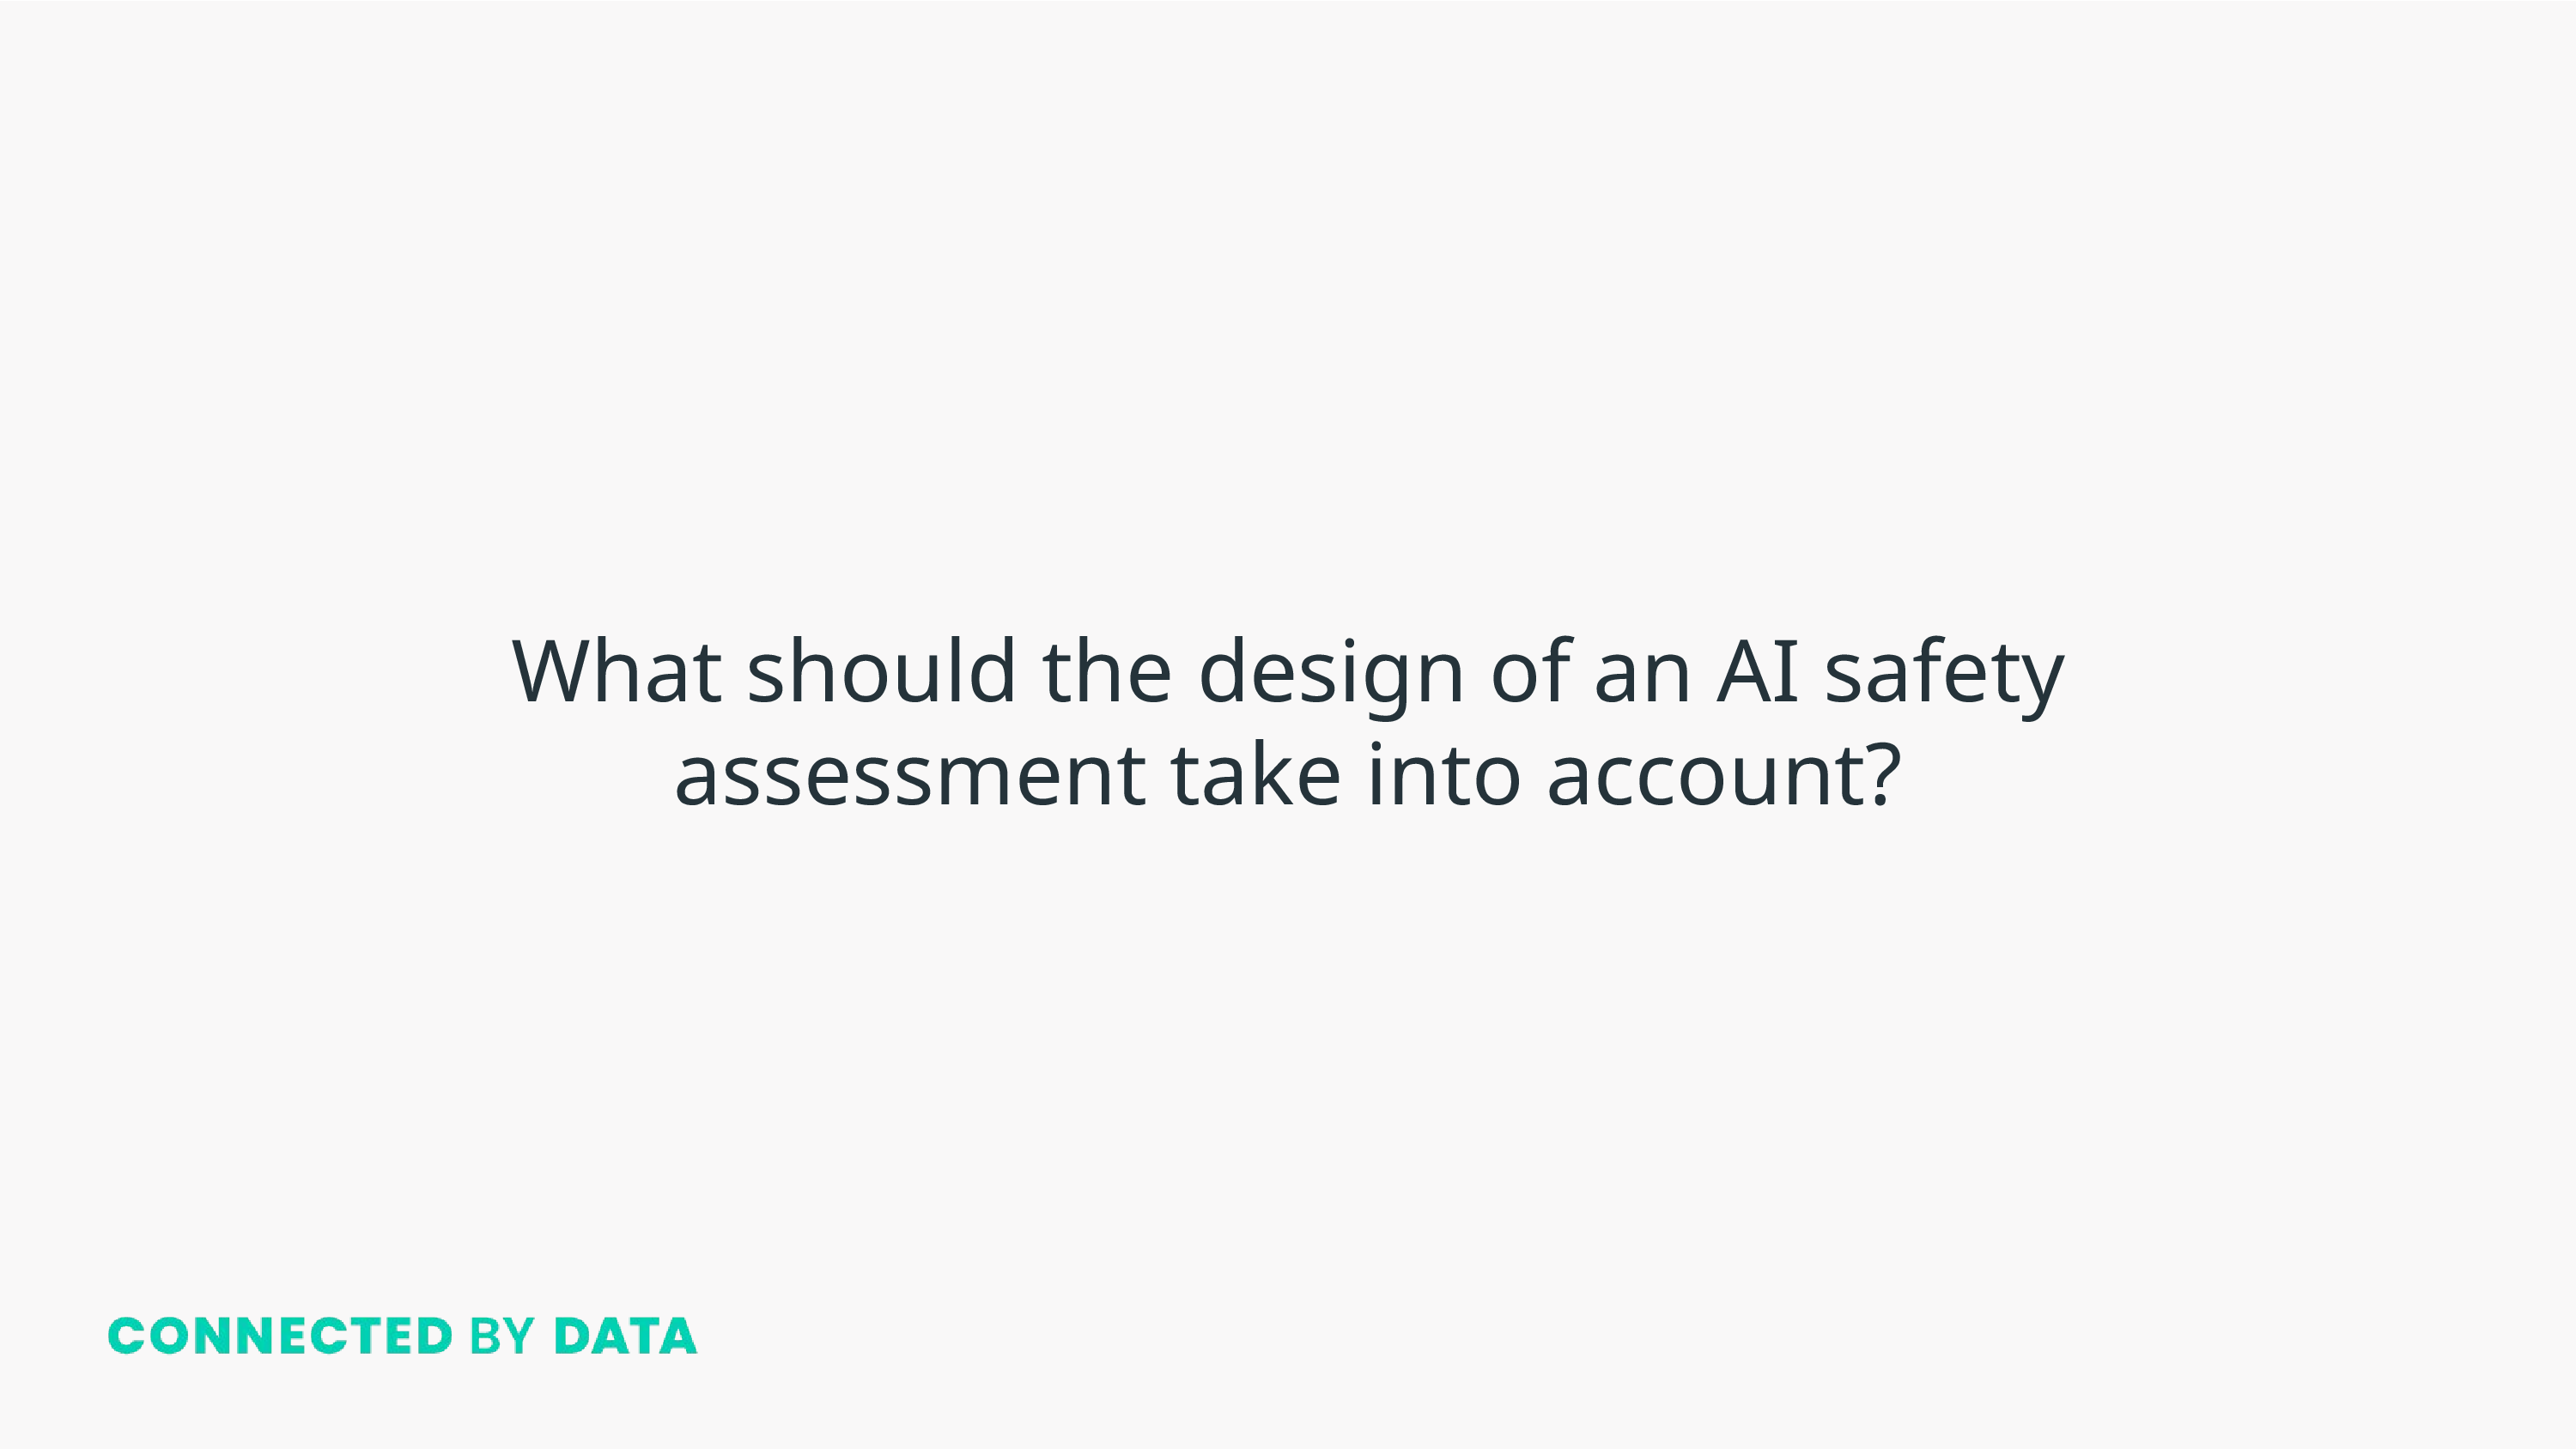 What should the design of an AI safety
assessment take into account?
CONNECTED BY DATA